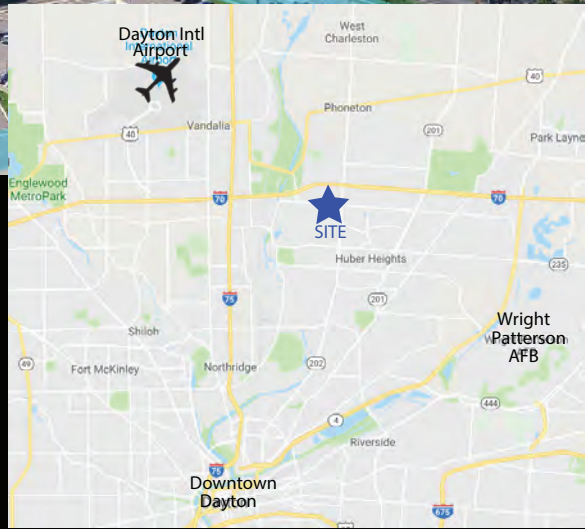 West
Charleston
Dayton Intl
Airport
40
Phoneton
Vandalia
40
201
Park Layne
Englewood
MetroPark
70
70
SITE
Huber Heights
235
75
201
Shiloh
Wright
Patterson
AFB
49
Fort McKinley
Northridge
202
444
4
Riverside
75
Downtown
Dayton
675